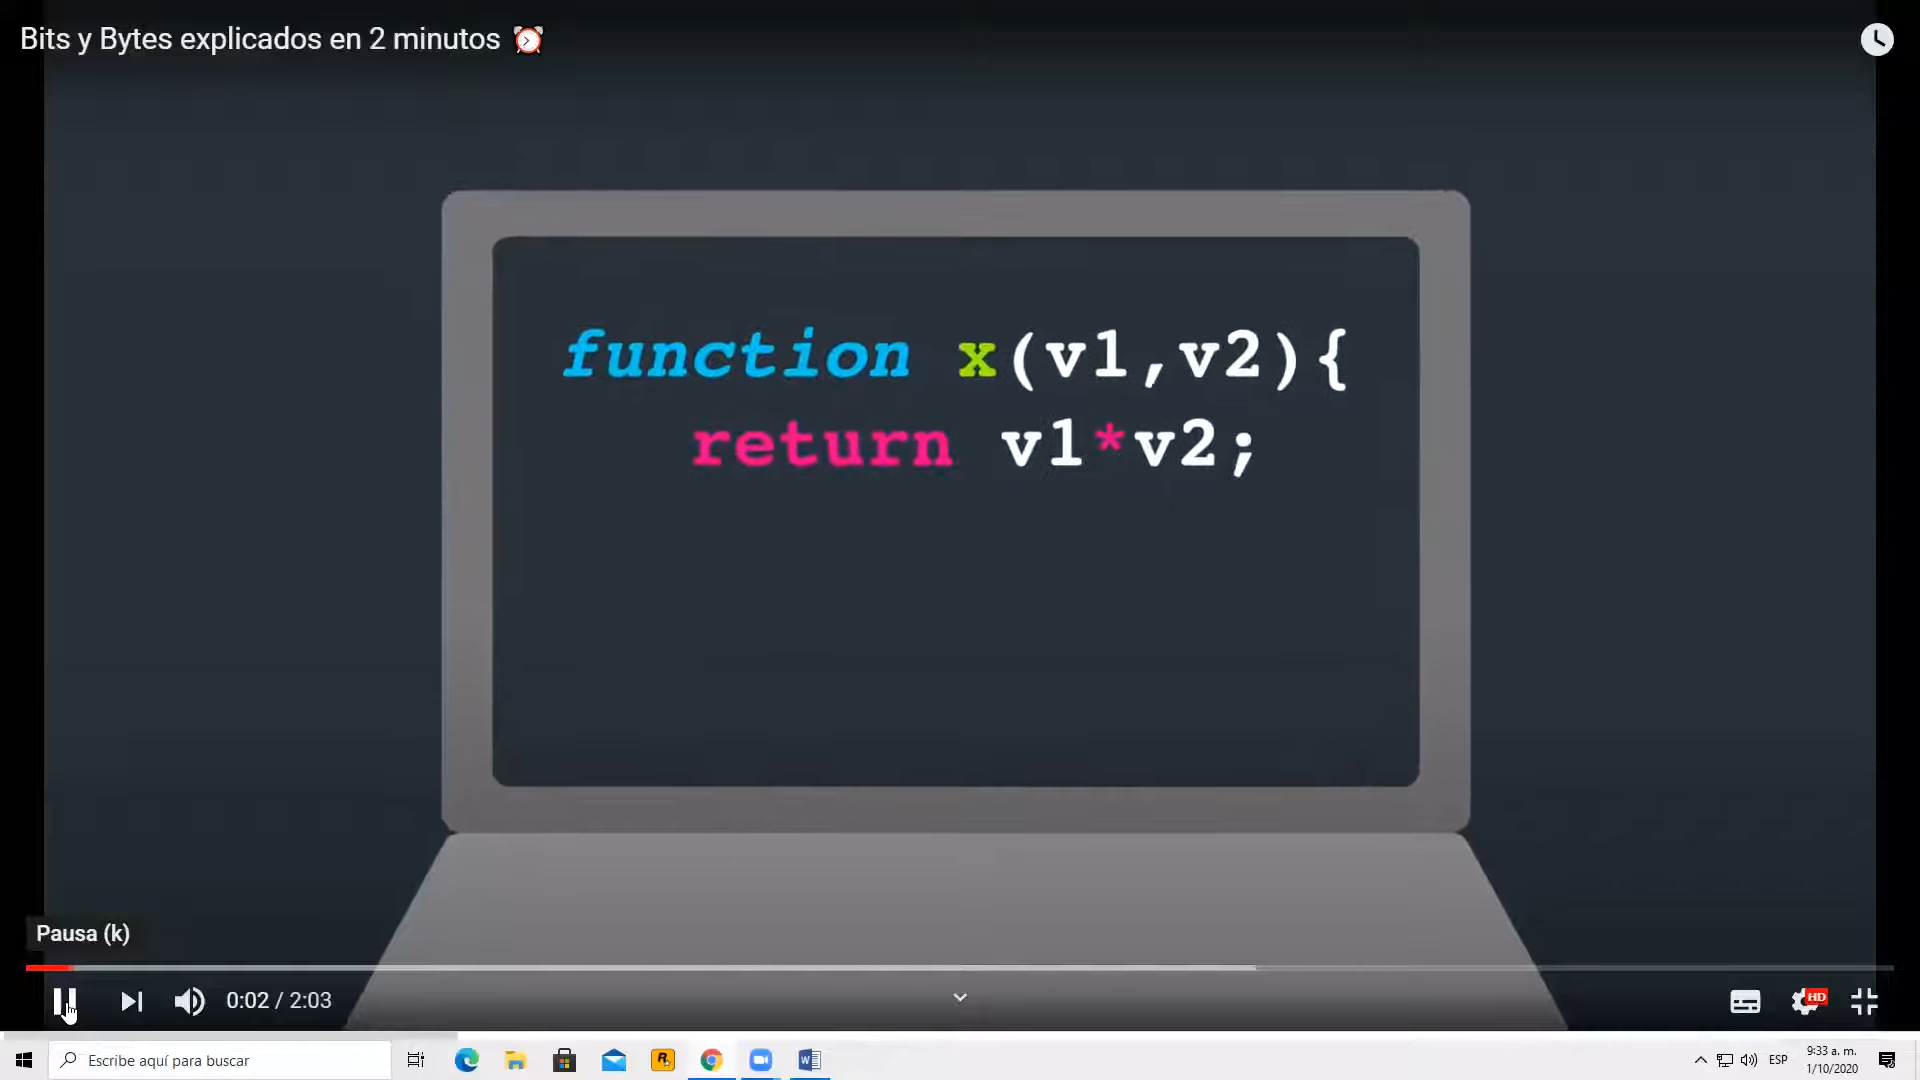 Bits y Bytes explicados en 2 minutos
function x(v1,v2){
return v1*v2;
Pausa (k)
0:02 / 2:03
HD
Escribe aquí para buscar
R
W
ESP
9:33 a. m.
1/10/2020